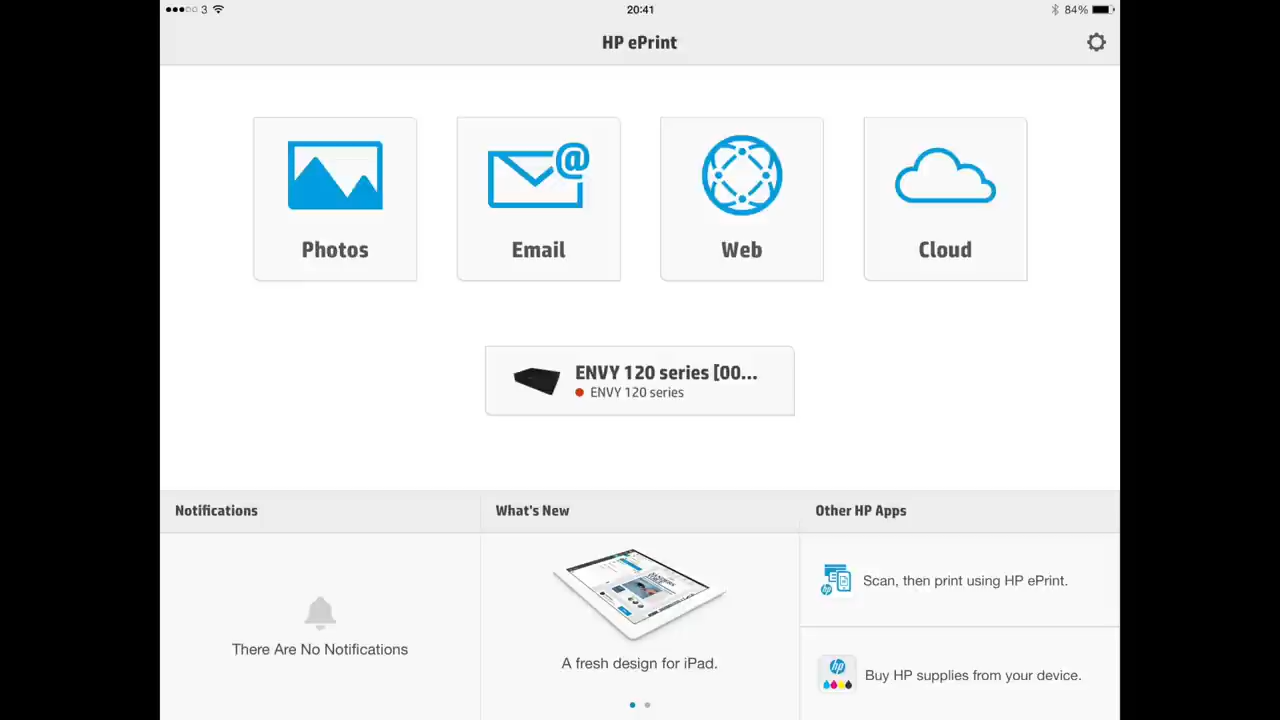 3 20:41 84%
HP ePrint
@
Photos Email Web Cloud
ENVY 120 series [00...
ENVY 120 series
Notifications What's New Other HP Apps
Scan, then print using HP ePrint.
There Are No Notifications
A fresh design for iPad.
hp
Buy HP supplies from your device.